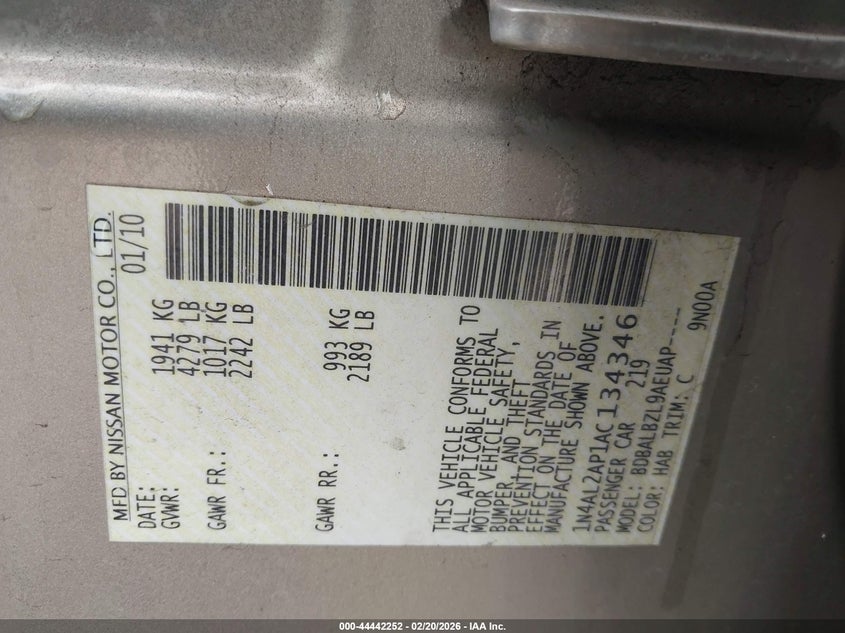 MFD BY NISSAN MOTOR CO., LTD.
DATE: 01/10
GVWR: 1941 KG
4279 LB
GAWR FR.: 1017 KG
2242 LB
GAWR RR.: 993 KG
2189 LB
THIS VEHICLE CONFORMS TO
ALL APPLICABLE FEDERAL
MOTOR VEHICLE SAFETY,
BUMPER, AND THEFT
PREVENTION STANDARDS IN
EFFECT ON THE DATE OF
MANUFACTURE SHOWN ABOVE.
1N4AL2AP1AC134346
PASSENGER CAR 219
MODEL: BDBALBZL9AEUAP----
COLOR: HAB TRIM: C 9N00A
000-44442252 - 02/20/2026 - IAA Inc.